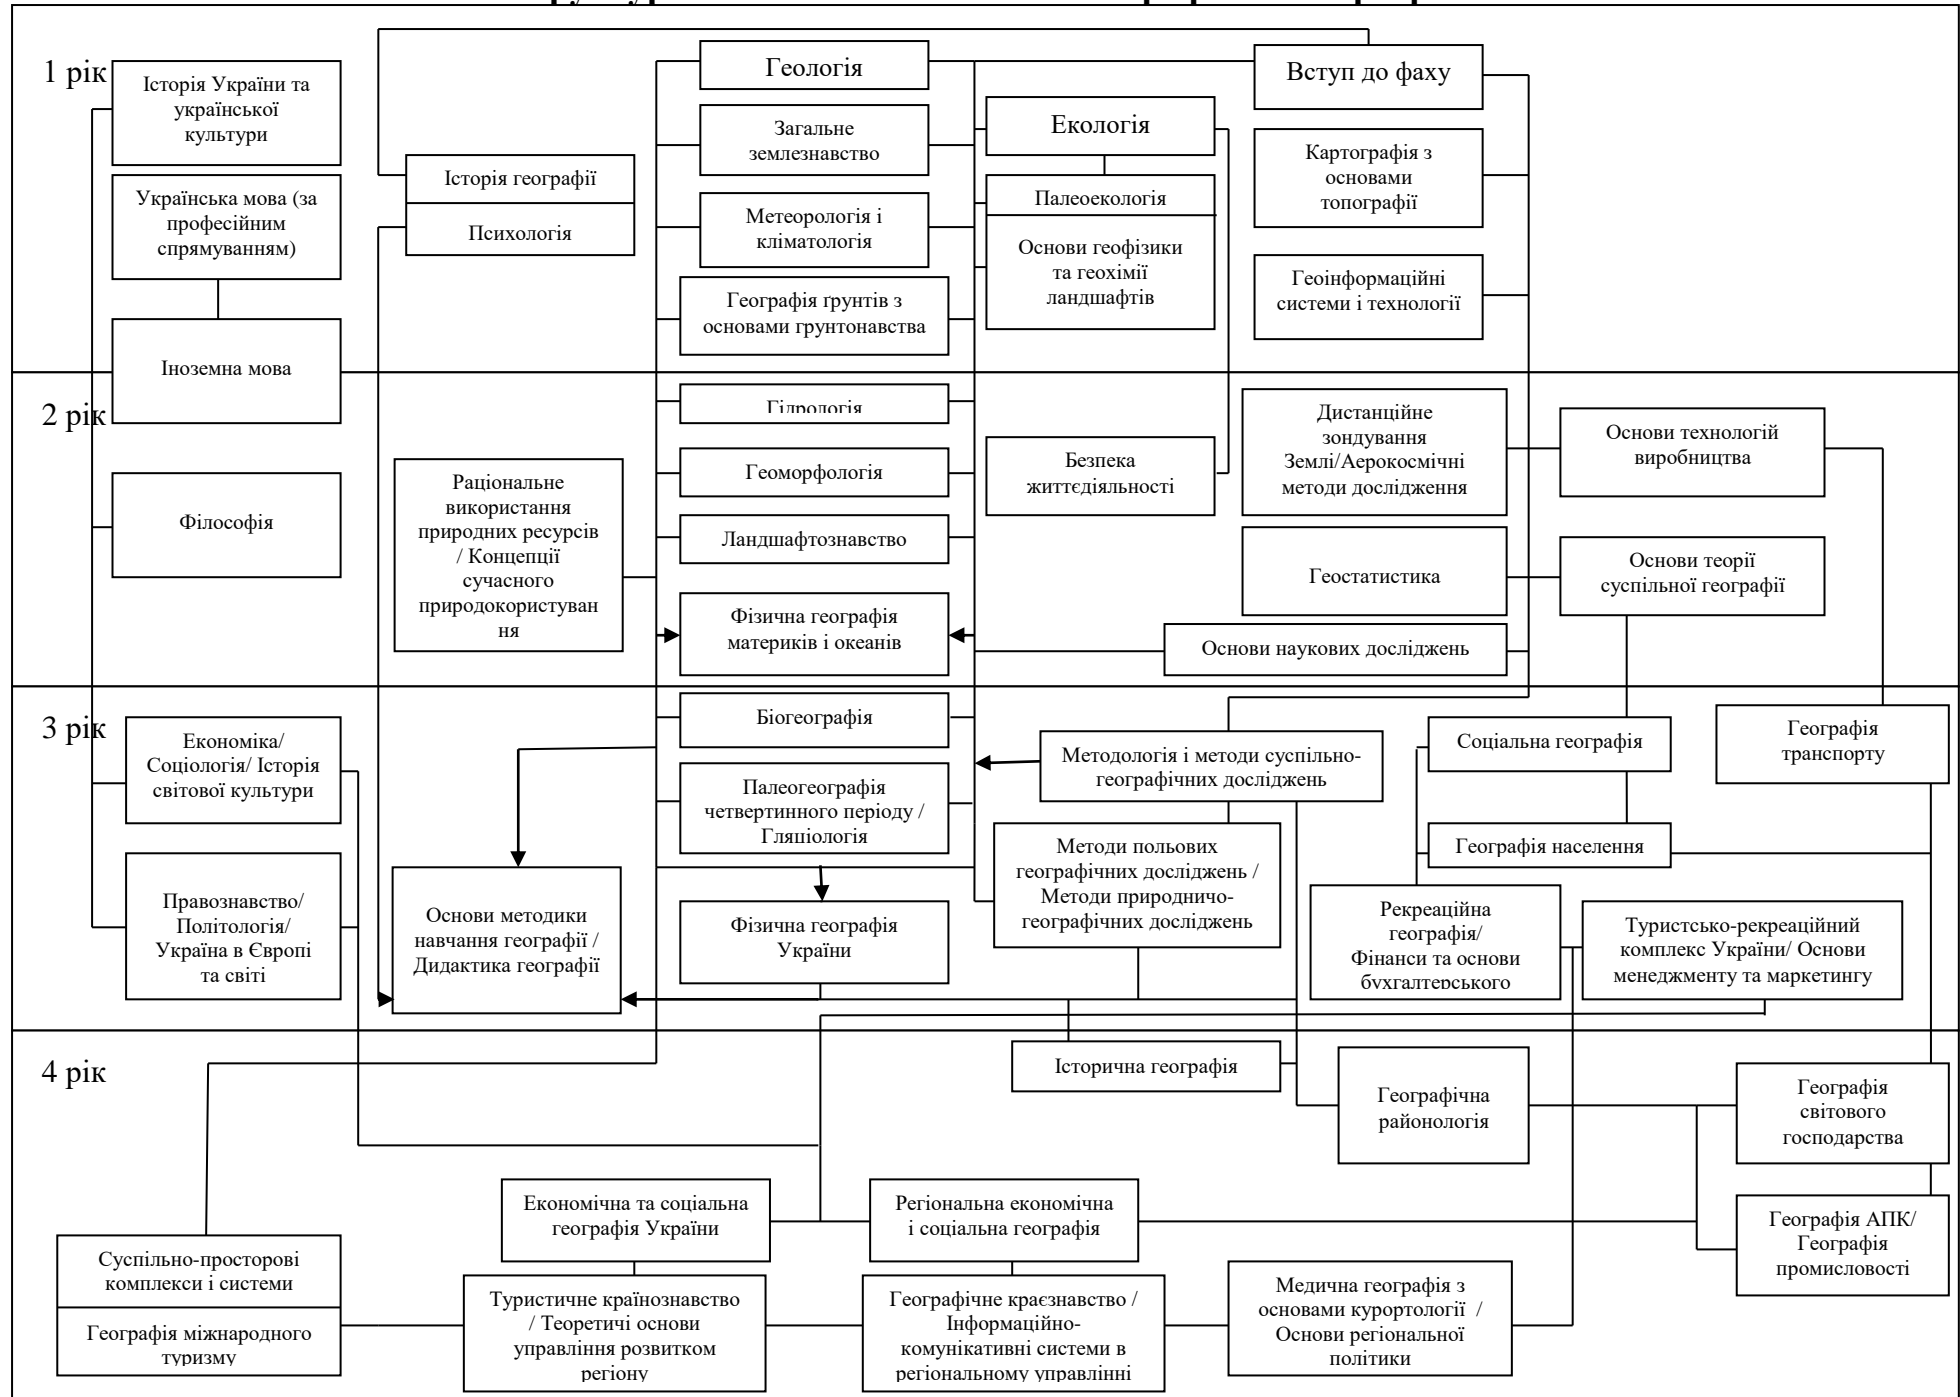 1 рік
Історія України та
української
культури
Українська мова (за
професійним
спрямуванням)
Іноземна мова
Історія географії
Психологія
Геологія
Загальне
землезнавство
Метеорологія і
кліматологія
Географія ґрунтів з
основами грунтонавства
Екологія
Палеоекологія
Основи геофізики
та геохімії
ландшафтів
Вступ до фаху
Картографія з
основами
топографії
Геоінформаційні
системи і технології
2 рік
Філософія
Раціональне
використання
природних ресурсів
/ Концепції
сучасного
природокористуван
ня
Гідрологія
Геоморфологія
Ландшафтознавство
Фізична географія
материків і океанів
Безпека
життєдіяльності
Дистанційне
зондування
Землі/Аерокосмічні
методи дослідження
Геостатистика
Основи наукових досліджень
Основи технологій
виробництва
Основи теорії
суспільної географії
3 рік
Економіка/
Соціологія/ Історія
світової культури
Правознавство/
Політологія/
Україна в Європі
та світі
Основи методики
навчання географії /
Дидактика географії
Біогеографія
Палеогеографія
четвертинного періоду /
Гляціологія
Фізична географія
України
Методологія і методи суспільно-
географічних досліджень
Методи польових
географічних досліджень /
Методи природничо-
географічних досліджень
Соціальна географія
Географія населення
Рекреаційна
географія/
Фінанси та основи
бухгалтерського
Географія
транспорту
Туристсько-рекреаційний
комплекс України/ Основи
менеджменту та маркетингу
4 рік
Історична географія
Географічна
районологія
Географія
світового
господарства
Географія АПК/
Географія
промисловості
Економічна та соціальна
географія України
Регіональна економічна
і соціальна географія
Суспільно-просторові
комплекси і системи
Географія міжнародного
туризму
Туристичне країнознавство
/ Теоретичі основи
управління розвитком
регіону
Географічне краєзнавство /
Інформаційно-
комунікативні системи в
регіональному управлінні
Медична географія з
основами курортології /
Основи регіональної
політики